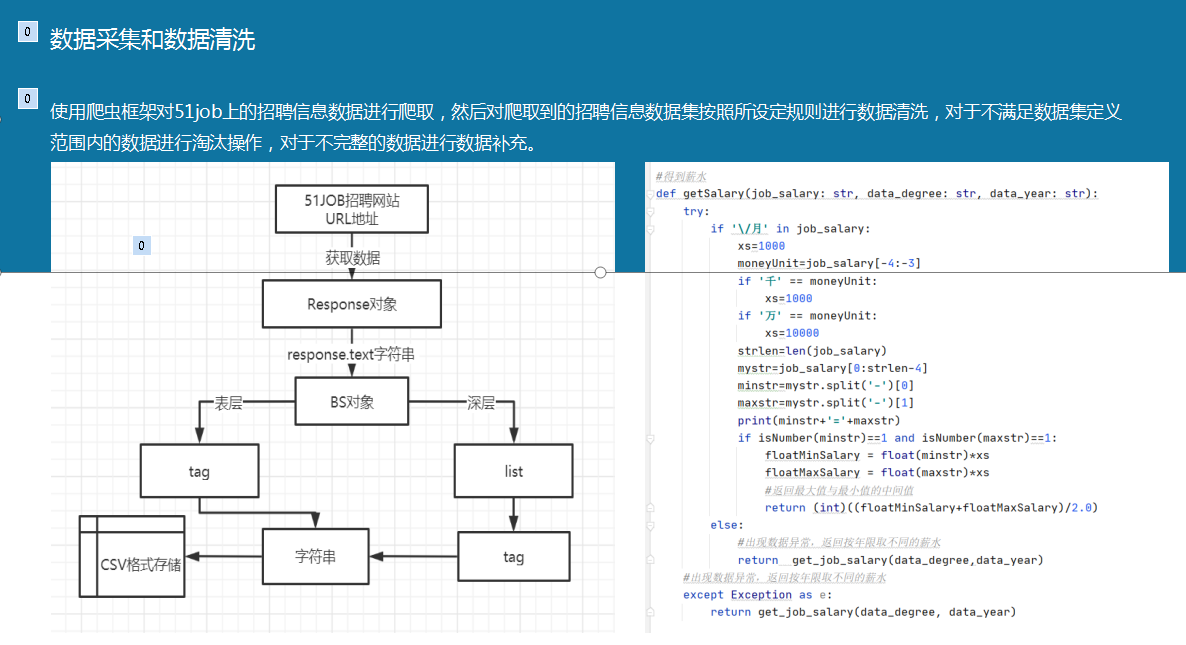 0
数据采集和数据清洗
0
使用爬虫框架对51job上的招聘信息数据进行爬取，然后对爬取到的招聘信息数据集按照所设定规则进行数据清洗，对于不满足数据集定义
范围内的数据进行淘汰操作，对于不完整的数据进行数据补充。
0
51JOB招聘网站
URL地址
获取数据
Response对象
response.text字符串
BS对象
表层
深层
tag
list
字符串
tag
CSV格式存储
#得到薪水
def getSalary(job_salary: str, data_degree: str, data_year: str):
try:
if '\/月' in job_salary:
xs=1000
moneyUnit=job_salary[-4:-3]
if '千' == moneyUnit:
xs=1000
if '万' == moneyUnit:
xs=10000
strlen=len(job_salary)
mystr=job_salary[0:strlen-4]
minstr=mystr.split('-')[0]
maxstr=mystr.split('-')[1]
print(minstr+'='+maxstr)
if isNumber(minstr)==1 and isNumber(maxstr)==1:
floatMinSalary = float(minstr)*xs
floatMaxSalary = float(maxstr)*xs
#返回最大值与最小值的中间值
return (int)((floatMinSalary+floatMaxSalary)/2.0)
else:
#出现数据异常，返回按年限取不同的薪水
return  get_job_salary(data_degree,data_year)
#出现数据异常，返回按年限取不同的薪水
except Exception as e:
return get_job_salary(data_degree, data_year)